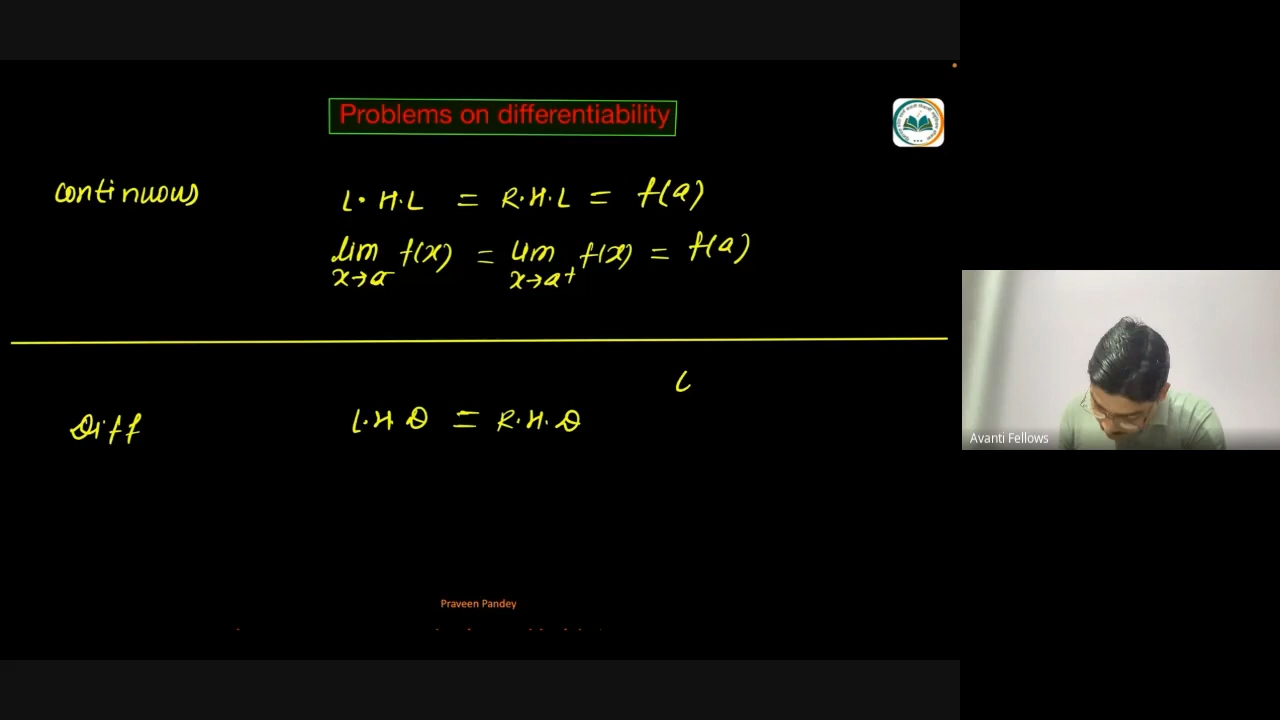 Problems on differentiability
continuous L.H.L = R.H.L = f(a)
lim x→a⁻ f(x) = lim x→a⁺ f(x) = f(a)
Diff L.H.D = R.H.D
Avanti Fellows
Praveen Pandey